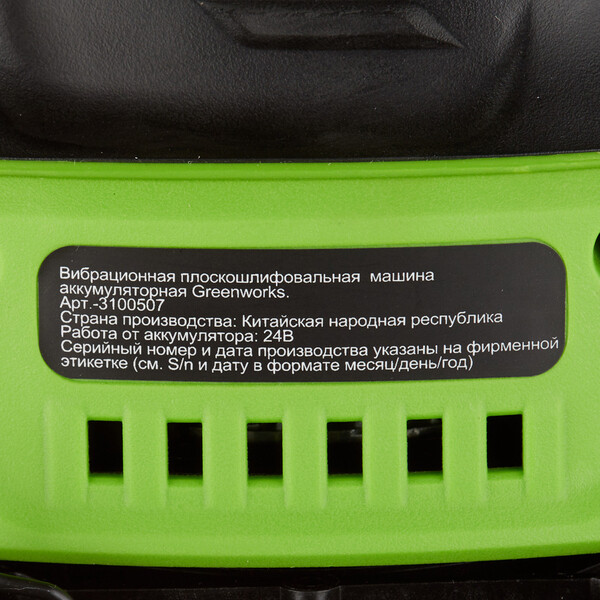 Вибрационная плоскошлифовальная машина
аккумуляторная Greenworks.
Арт.-3100507
Страна производства: Китайская народная республика
Работа от аккумулятора: 24В
Серийный номер и дата производства указаны на фирменной
этикетке (см. S/n и дату в формате месяц/день/год)